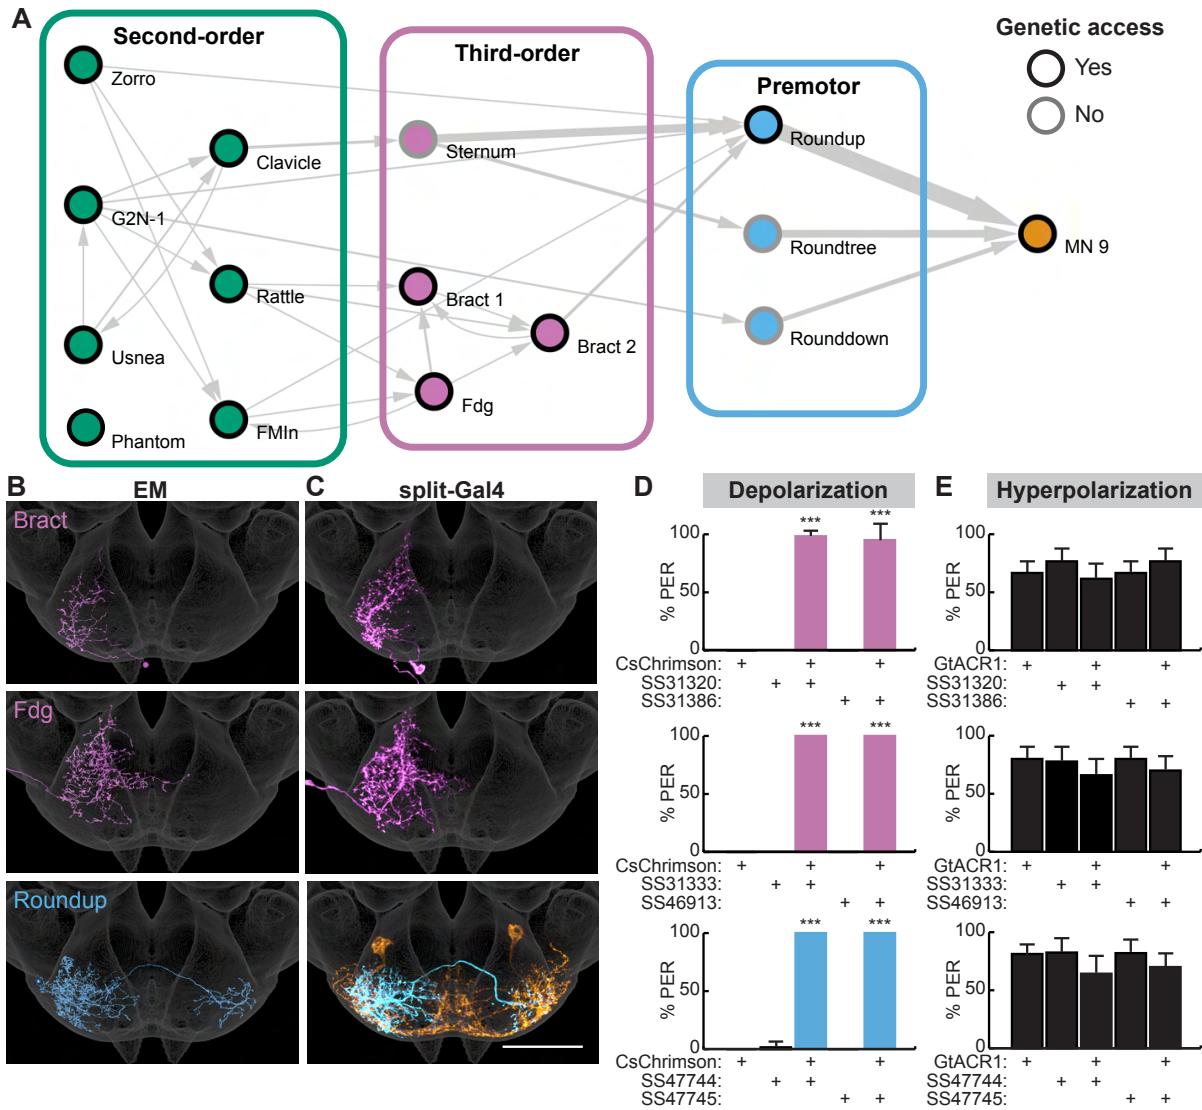 A
Second-order
Third-order
Premotor
Genetic access
Yes
No
Zorro
Clavicle
Sternum
Roundup
G2N-1
Roundtree
MN 9
Rattle
Bract 1
Usnea
Bract 2
Rounddown
Fdg
Phantom
FMIn
B
EM
C
split-Gal4
D
Depolarization
E
Hyperpolarization
Bract
Fdg
Roundup
*** ***
100
50
0
% PER
CsChrimson: + + +
SS31320: + +
SS31386: + +
100
50
0
% PER
GtACR1: + + +
SS31320: + +
SS31386: + +
*** ***
100
50
0
% PER
CsChrimson: + + +
SS31333: + +
SS46913: + +
100
50
0
% PER
GtACR1: + + +
SS31333: + +
SS46913: + +
*** ***
100
50
0
% PER
CsChrimson: + + +
SS47744: + +
SS47745: + +
100
50
0
% PER
GtACR1: + + +
SS47744: + +
SS47745: + +